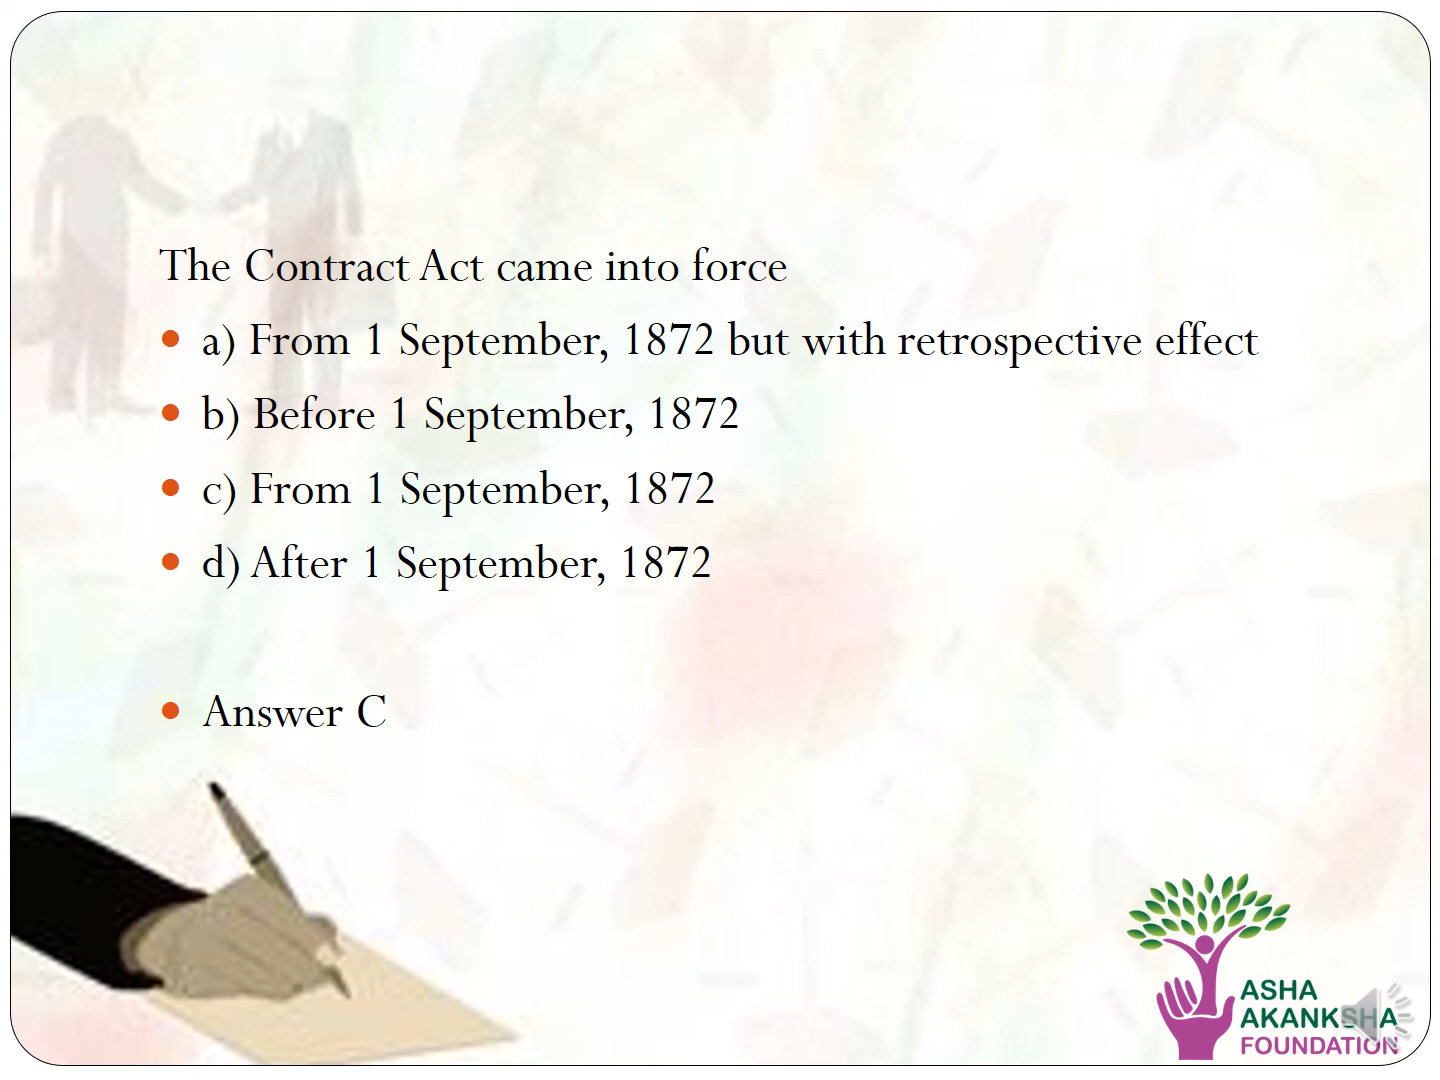 The Contract Act came into force
a) From 1 September, 1872 but with retrospective effect
b) Before 1 September, 1872
c) From 1 September, 1872
d) After 1 September, 1872
Answer C
ASHA
AKANKSHA
FOUNDATION